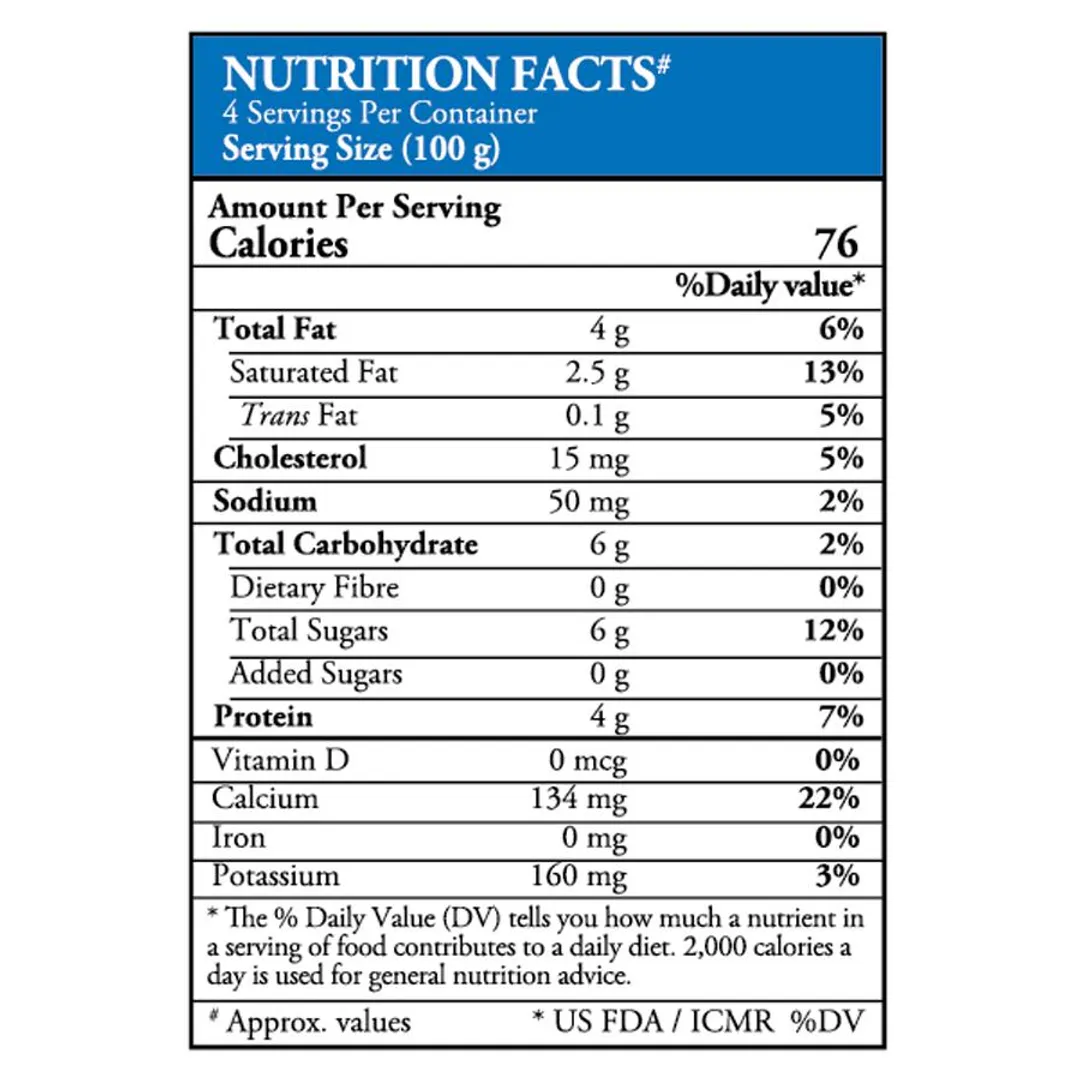 NUTRITION FACTS#
4 Servings Per Container
Serving Size (100 g)
Amount Per Serving
Calories 76
%Daily value*
Total Fat 4 g 6%
Saturated Fat 2.5 g 13%
Trans Fat 0.1 g 5%
Cholesterol 15 mg 5%
Sodium 50 mg 2%
Total Carbohydrate 6 g 2%
Dietary Fibre 0 g 0%
Total Sugars 6 g 12%
Added Sugars 0 g 0%
Protein 4 g 7%
Vitamin D 0 mcg 0%
Calcium 134 mg 22%
Iron 0 mg 0%
Potassium 160 mg 3%
* The % Daily Value (DV) tells you how much a nutrient in
a serving of food contributes to a daily diet. 2,000 calories a
day is used for general nutrition advice.
# Approx. values * US FDA / ICMR %DV